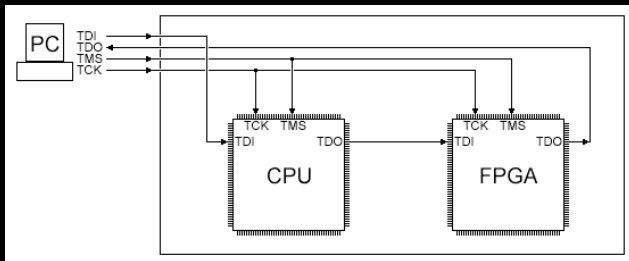 PC
TDI
TDO
TMS
TCK
TCK TMS
TDI TDO
CPU
TCK TMS
TDI TDO
FPGA